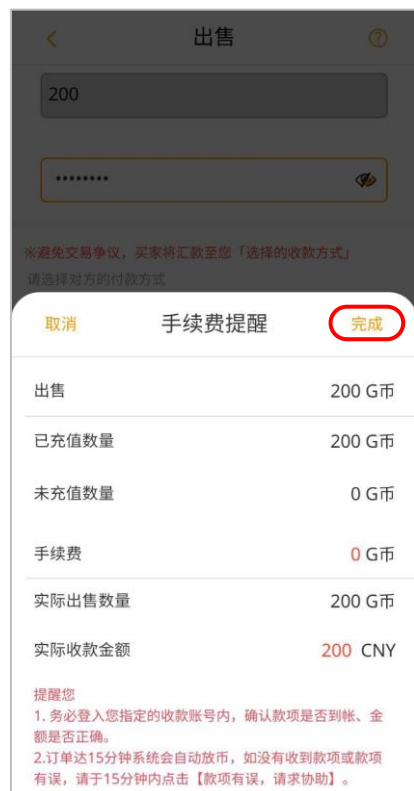 出售
200
••••••••
※避免交易争议，买家将汇款至您「选择的收款方式」
请选择对方的付款方式
取消 手续费提醒 完成
出售 200 G币
已充值数量 200 G币
未充值数量 0 G币
手续费 0 G币
实际出售数量 200 G币
实际收款金额 200 CNY
提醒您
1. 务必登入您指定的收款账号内，确认款项是否到帐、金
额是否正确。
2.订单达15分钟系统会自动放币，如没有收到款项或款项
有误，请于15分钟内点击【款项有误，请求协助】。